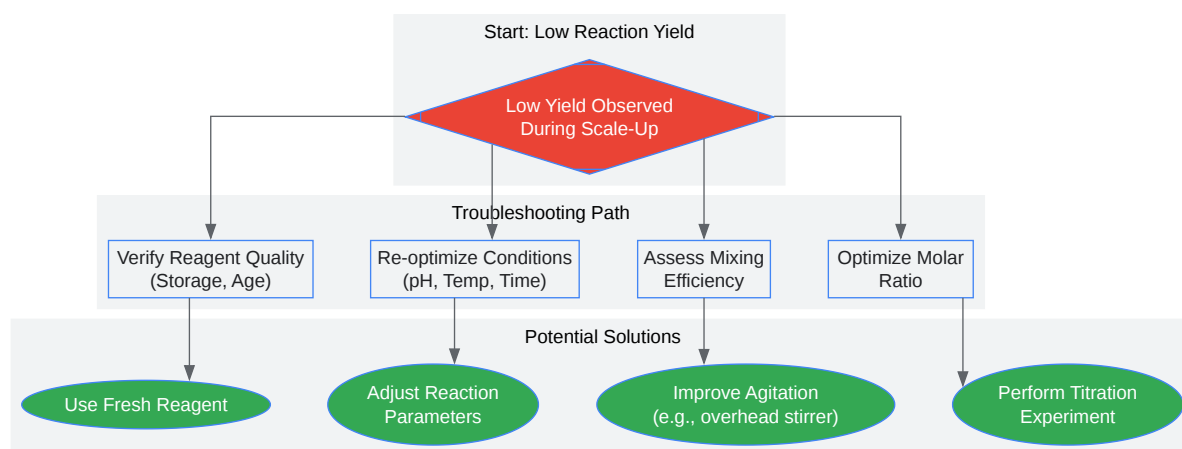 Start: Low Reaction Yield
Low Yield Observed
During Scale-Up
Troubleshooting Path
Verify Reagent Quality
(Storage, Age)
Re-optimize Conditions
(pH, Temp, Time)
Assess Mixing
Efficiency
Optimize Molar
Ratio
Potential Solutions
Use Fresh Reagent
Adjust Reaction
Parameters
Improve Agitation
(e.g., overhead stirrer)
Perform Titration
Experiment